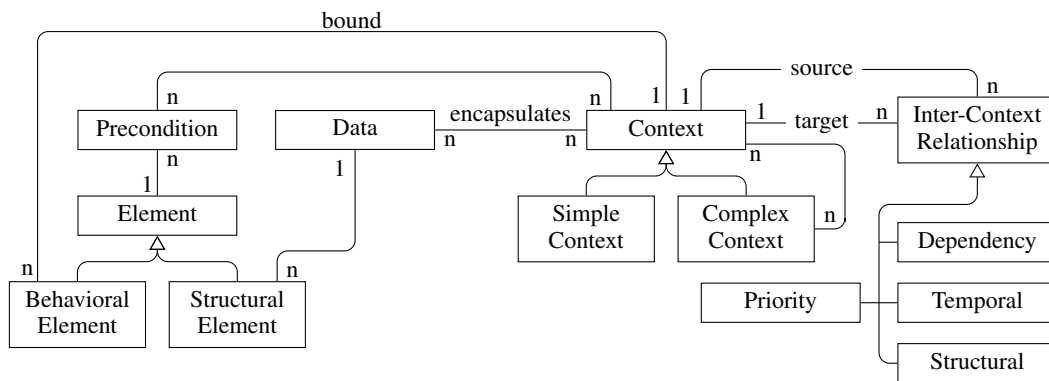 bound
source
n
n
1
1
n
Precondition
Data
encapsulates
n
n
Context
1
target
n
Inter-Context
Relationship
n
n
1
1
Element
Simple
Context
Complex
Context
n
Dependency
n
n
Behavioral
Element
Structural
Element
Priority
Temporal
Structural